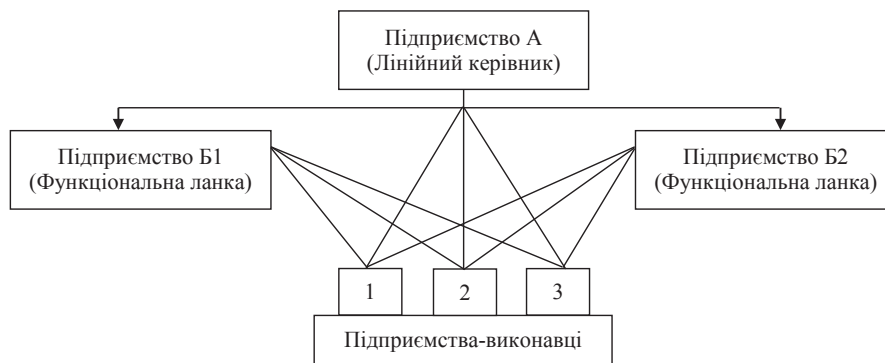 Підприємство А
(Лінійний керівник)
Підприємство Б1
(Функціональна ланка)
Підприємство Б2
(Функціональна ланка)
1
2
3
Підприємства-виконавці